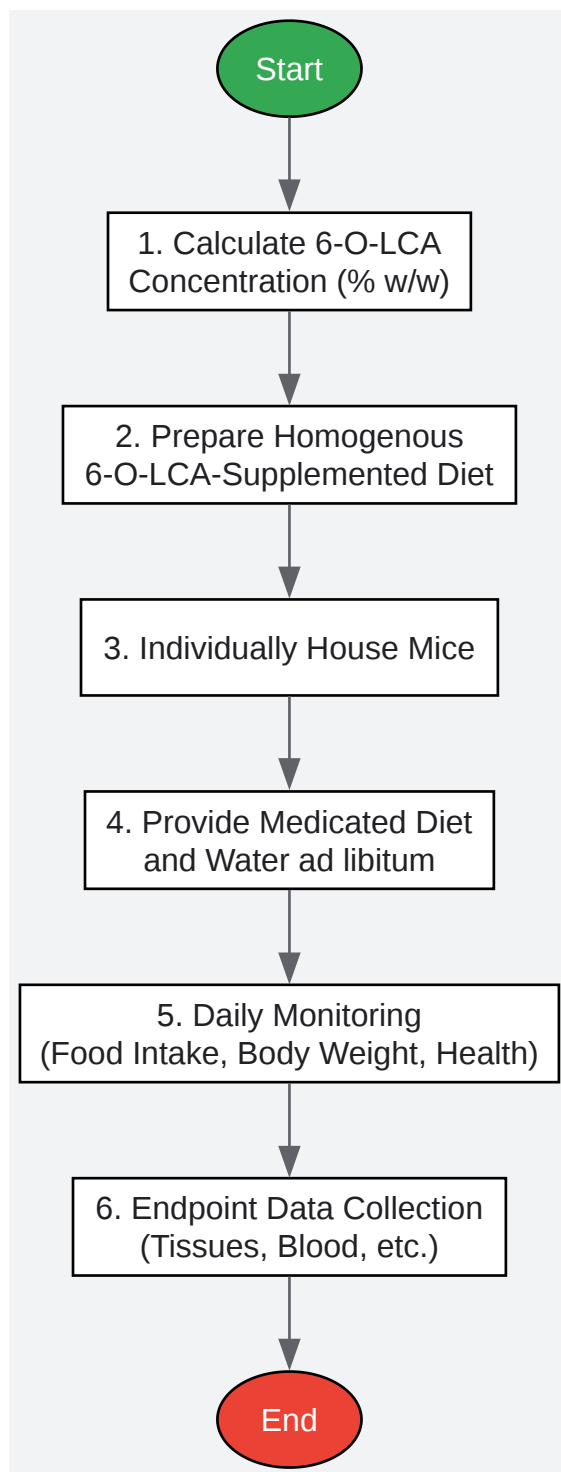 Start
1. Calculate 6-O-LCA
Concentration (% w/w)
2. Prepare Homogenous
6-O-LCA-Supplemented Diet
3. Individually House Mice
4. Provide Medicated Diet
and Water ad libitum
5. Daily Monitoring
(Food Intake, Body Weight, Health)
6. Endpoint Data Collection
(Tissues, Blood, etc.)
End